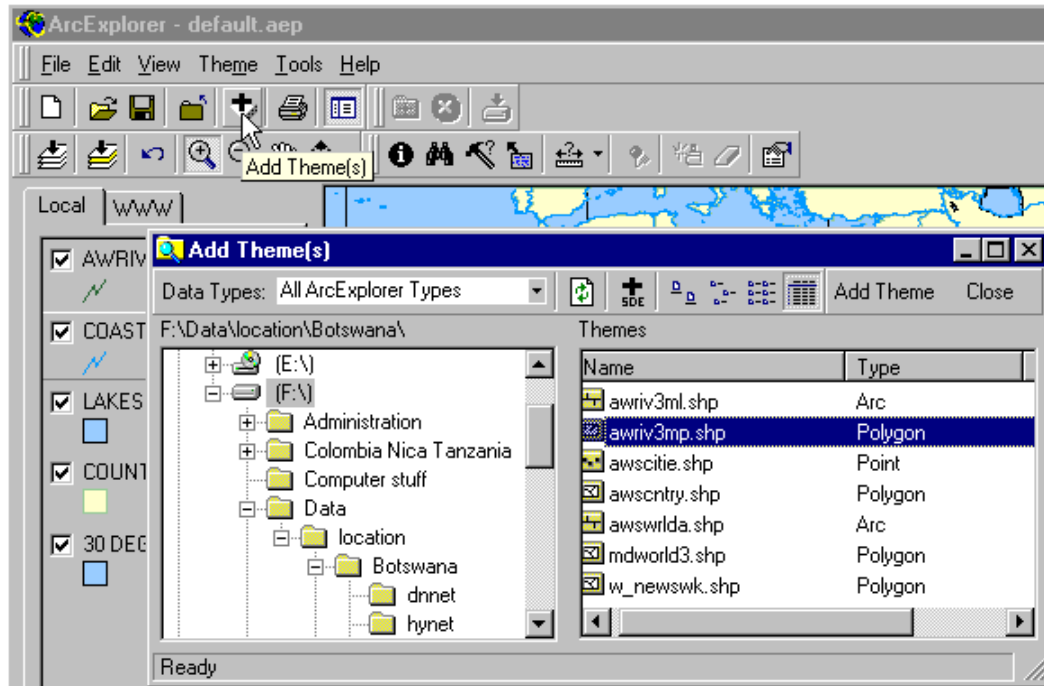 ArcExplorer - default.aep
File Edit View Theme Tools Help
Add Theme(s)
Local WWW
AWRIV
COAST
LAKES
COUNT
30 DEG
Add Theme(s)
Data Types: All ArcExplorer Types SDE Add Theme Close
F:\Data\location\Botswana\ Themes
(E:\)
(F:\)
Administration
Colombia Nica Tanzania
Computer stuff
Data
location
Botswana
dnnet
hynet
Name Type
awriv3ml.shp Arc
awriv3mp.shp Polygon
awscitie.shp Point
awscntry.shp Polygon
awswrlda.shp Arc
mdworld3.shp Polygon
w_newswk.shp Polygon
Ready